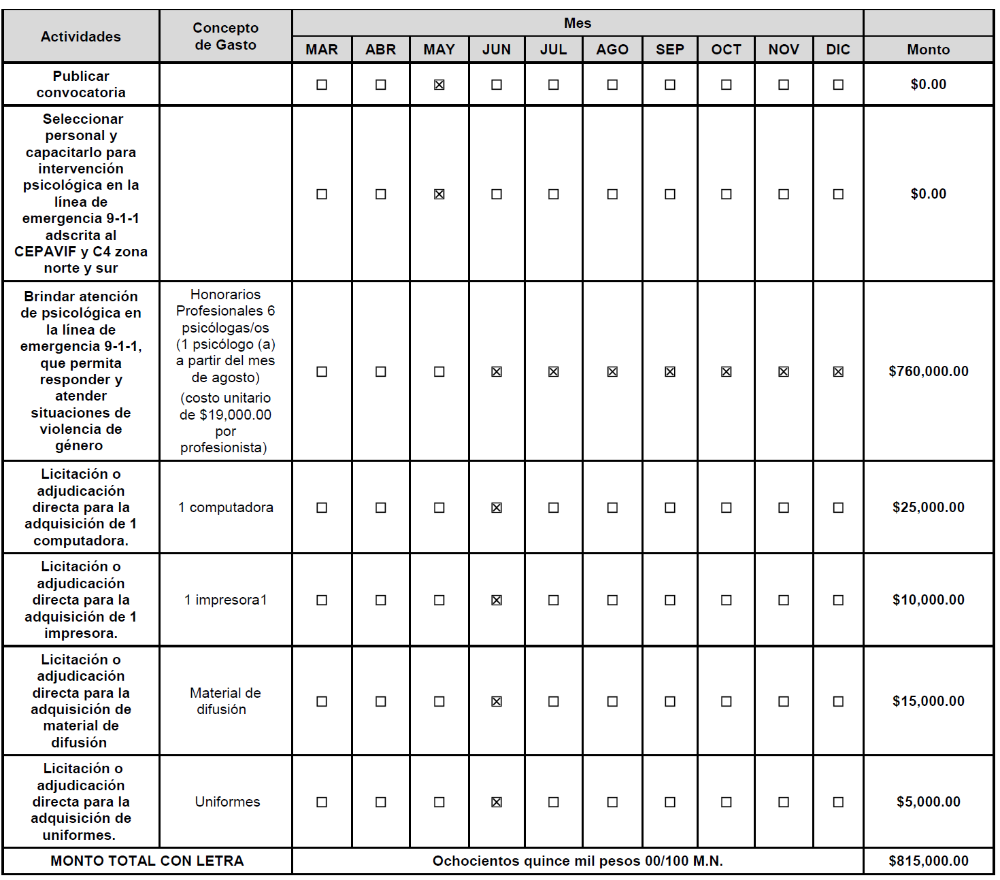 Actividades
Concepto
de Gasto
Mes
MAR ABR MAY JUN JUL AGO SEP OCT NOV DIC Monto
Publicar
convocatoria
☐ ☐ ☒ ☐ ☐ ☐ ☐ ☐ ☐ ☐ $0.00
Seleccionar
personal y
capacitarlo para
intervención
psicológica en la
línea de
emergencia 9-1-1
adscrita al
CEPAVIF y C4 zona
norte y sur
☐ ☐ ☒ ☐ ☐ ☐ ☐ ☐ ☐ ☐ $0.00
Brindar atención
de psicológica en
la línea de
emergencia 9-1-1,
que permita
responder y
atender
situaciones de
violencia de
género
Honorarios
Profesionales 6
psicólogas/os
(1 psicólogo (a)
a partir del mes
de agosto)
(costo unitario
de $19,000.00
por
profesionista)
☐ ☐ ☐ ☒ ☒ ☒ ☒ ☒ ☒ ☒ $760,000.00
Licitación o
adjudicación
directa para la
adquisición de 1
computadora.
1 computadora
☐ ☐ ☐ ☒ ☐ ☐ ☐ ☐ ☐ ☐ $25,000.00
Licitación o
adjudicación
directa para la
adquisición de 1
impresora.
1 impresora1
☐ ☐ ☐ ☒ ☐ ☐ ☐ ☐ ☐ ☐ $10,000.00
Licitación o
adjudicación
directa para la
adquisición de
material de
difusión
Material de
difusión
☐ ☐ ☐ ☒ ☐ ☐ ☐ ☐ ☐ ☐ $15,000.00
Licitación o
adjudicación
directa para la
adquisición de
uniformes.
Uniformes
☐ ☐ ☐ ☒ ☐ ☐ ☐ ☐ ☐ ☐ $5,000.00
MONTO TOTAL CON LETRA Ochocientos quince mil pesos 00/100 M.N. $815,000.00